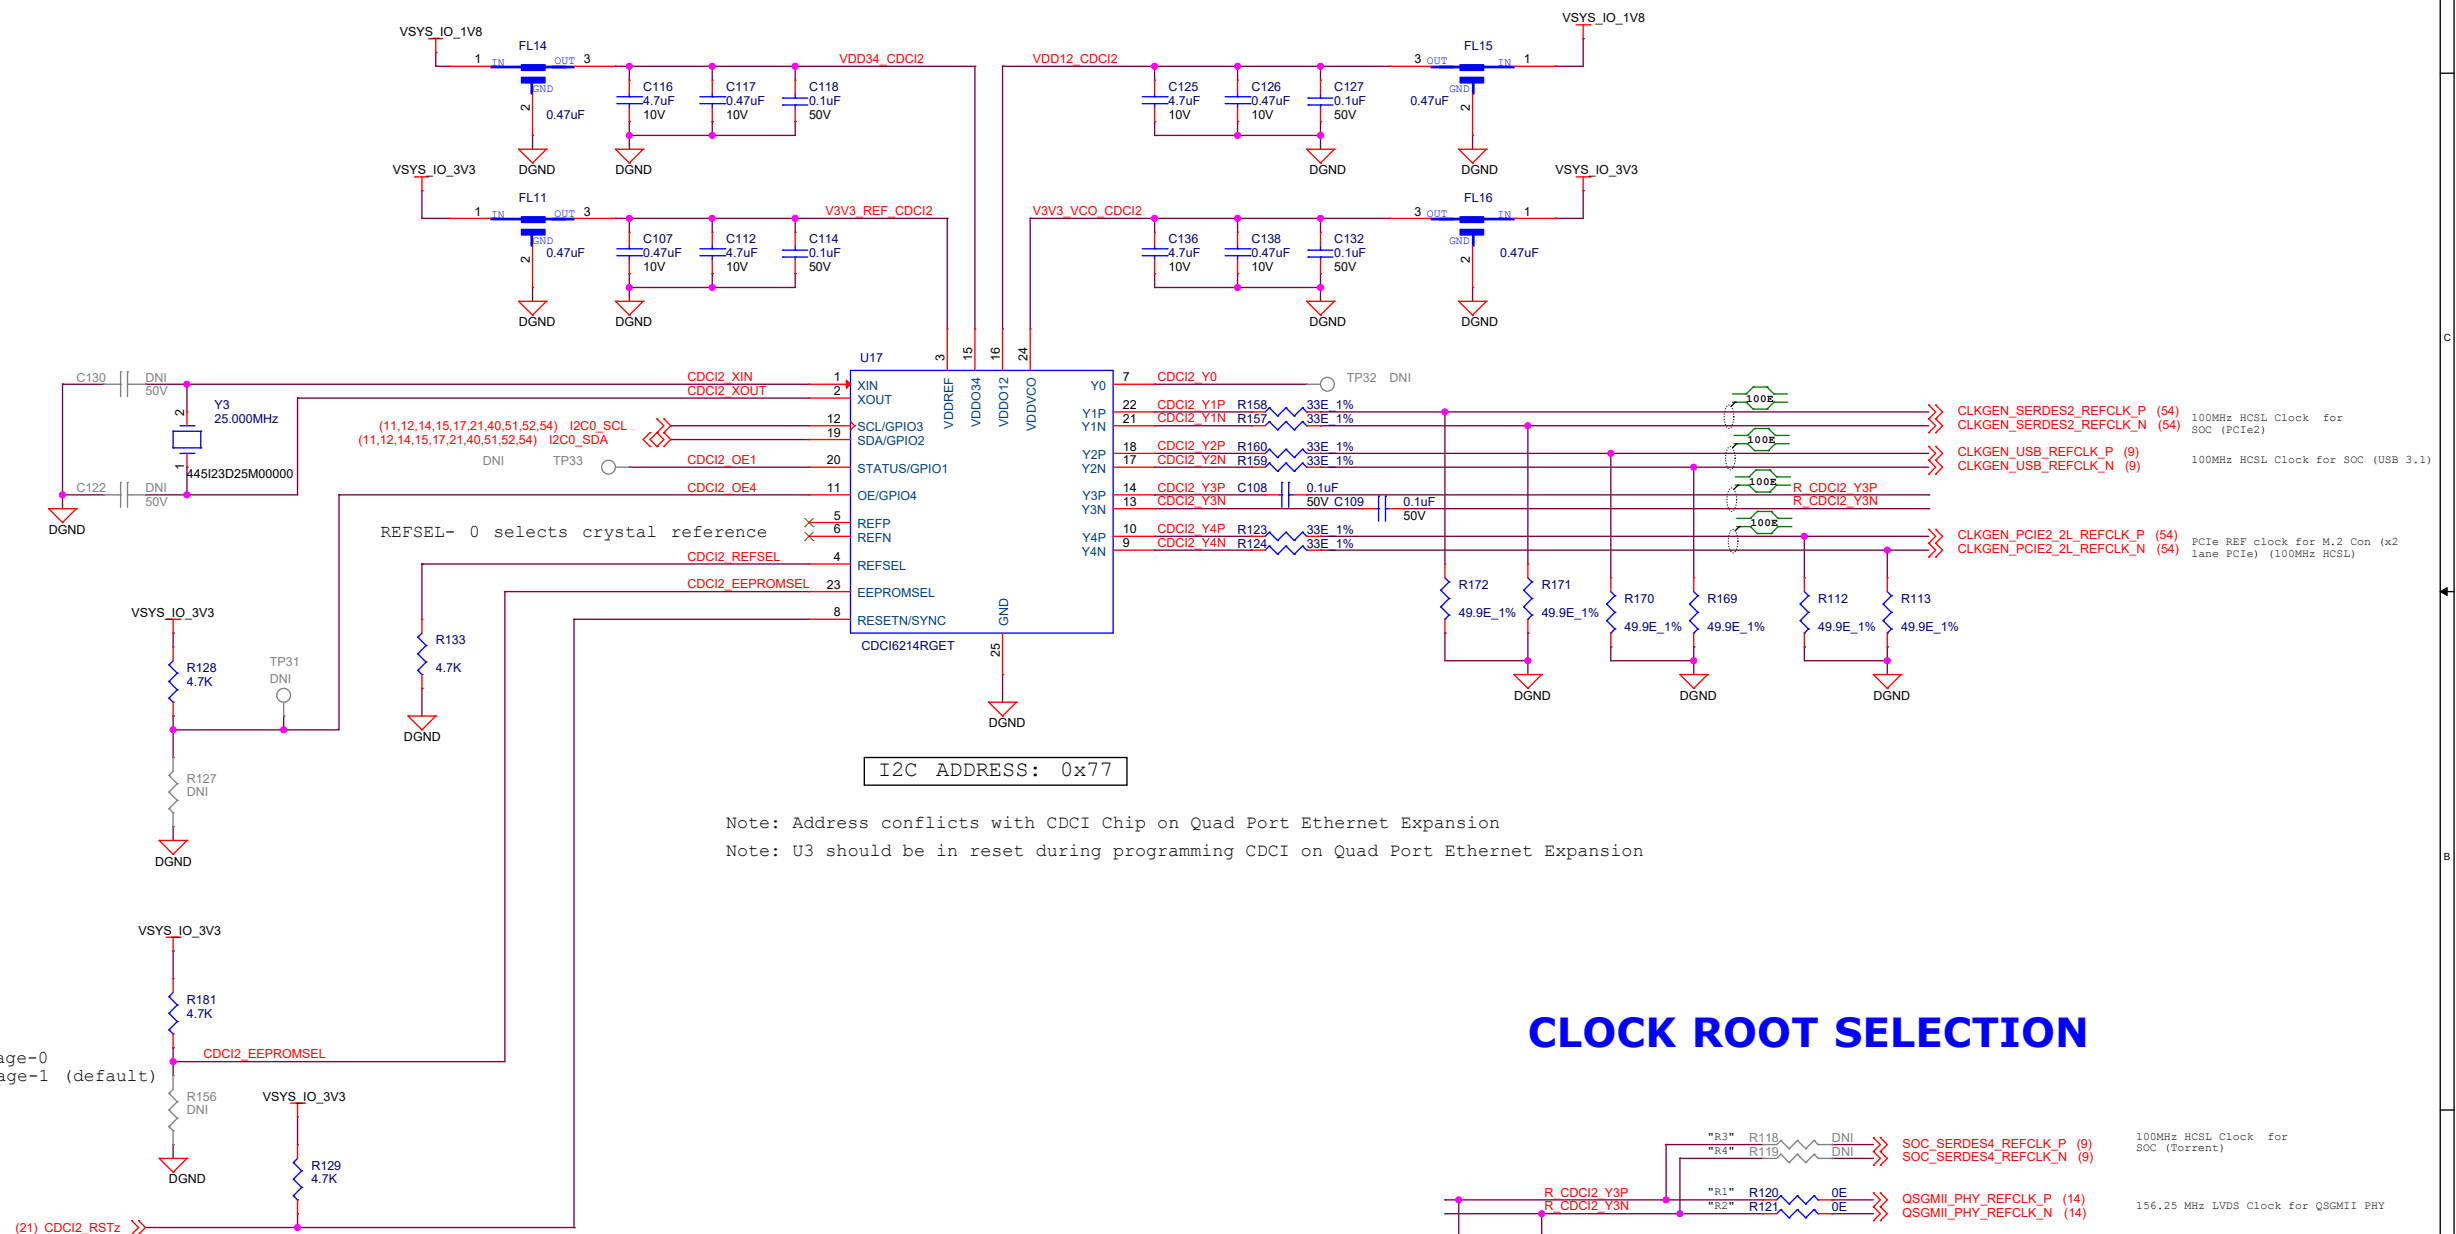 VSYS_IO_1V8
FL14
1 IN OUT 3
GND
2
0.47uF
DGND
VDD34_CDCI2
C116
4.7uF
10V
C117
0.47uF
10V
C118
0.1uF
50V
DGND
VDD12_CDCI2
C125
4.7uF
10V
C126
0.47uF
10V
C127
0.1uF
50V
DGND
VSYS_IO_1V8
FL15
3 OUT IN 1
GND
2
0.47uF
DGND
VSYS_IO_3V3
FL11
1 IN OUT 3
GND
2
0.47uF
DGND
V3V3_REF_CDCI2
C107
0.47uF
10V
C112
4.7uF
10V
C114
0.1uF
50V
DGND
V3V3_VCO_CDCI2
C136
4.7uF
10V
C138
0.47uF
10V
C132
0.1uF
50V
DGND
VSYS_IO_3V3
FL16
3 OUT IN 1
GND
2
0.47uF
DGND
C
C130 DNI
50V
Y3
25.000MHz
2
1
445I23D25M00000
C122 DNI
50V
DGND
U17
3 15 16 24
VDDREF VDDO34 VDDO12 VDDVCO
CDCI2_XIN 1 XIN
CDCI2_XOUT 2 XOUT
(11,12,14,15,17,21,40,51,52,54) I2C0_SCL 12 SCL/GPIO3
(11,12,14,15,17,21,40,51,52,54) I2C0_SDA 19 SDA/GPIO2
DNI TP33 CDCI2_OE1 20 STATUS/GPIO1
CDCI2_OE4 11 OE/GPIO4
5 REFP
REFSEL- 0 selects crystal reference 6 REFN
CDCI2_REFSEL 4 REFSEL
CDCI2_EEPROMSEL 23 EEPROMSEL
8 RESETN/SYNC
GND
25
CDCI6214RGET
DGND
Y0 7 CDCI2_Y0 TP32 DNI
Y1P 22 CDCI2_Y1P R158 33E_1% 100E CLKGEN_SERDES2_REFCLK_P (54)
Y1N 21 CDCI2_Y1N R157 33E_1% CLKGEN_SERDES2_REFCLK_N (54)
100MHz HCSL Clock for
SOC (PCIe2)
Y2P 18 CDCI2_Y2P R160 33E_1% 100E CLKGEN_USB_REFCLK_P (9)
Y2N 17 CDCI2_Y2N R159 33E_1% CLKGEN_USB_REFCLK_N (9)
100MHz HCSL Clock for SOC (USB 3.1)
Y3P 14 CDCI2_Y3P C108 0.1uF 100E R_CDCI2_Y3P
Y3N 13 CDCI2_Y3N 50V C109 0.1uF R_CDCI2_Y3N
50V
Y4P 10 CDCI2_Y4P R123 33E_1% 100E CLKGEN_PCIE2_2L_REFCLK_P (54)
Y4N 9 CDCI2_Y4N R124 33E_1% CLKGEN_PCIE2_2L_REFCLK_N (54)
PCIe REF clock for M.2 Con (x2
lane PCIe) (100MHz HCSL)
R172
49.9E_1%
R171
49.9E_1%
DGND
R170
49.9E_1%
R169
49.9E_1%
DGND
R112
49.9E_1%
R113
49.9E_1%
DGND
VSYS_IO_3V3
R128
4.7K
TP31
DNI
R127
DNI
DGND
R133
4.7K
DGND
I2C ADDRESS: 0x77
Note: Address conflicts with CDCI Chip on Quad Port Ethernet Expansion
Note: U3 should be in reset during programming CDCI on Quad Port Ethernet Expansion
B
VSYS_IO_3V3
R181
4.7K
age-0
age-1 (default)
CDCI2_EEPROMSEL
R156
DNI
DGND
VSYS_IO_3V3
R129
4.7K
(21) CDCI2_RSTz
CLOCK ROOT SELECTION
"R3" R118 DNI SOC_SERDES4_REFCLK_P (9)
"R4" R119 DNI SOC_SERDES4_REFCLK_N (9)
100MHz HCSL Clock for
SOC (Torrent)
R_CDCI2_Y3P "R1" R120 0E QSGMII_PHY_REFCLK_P (14)
R_CDCI2_Y3N "R2" R121 0E QSGMII_PHY_REFCLK_N (14)
156.25 MHz LVDS Clock for QSGMII PHY